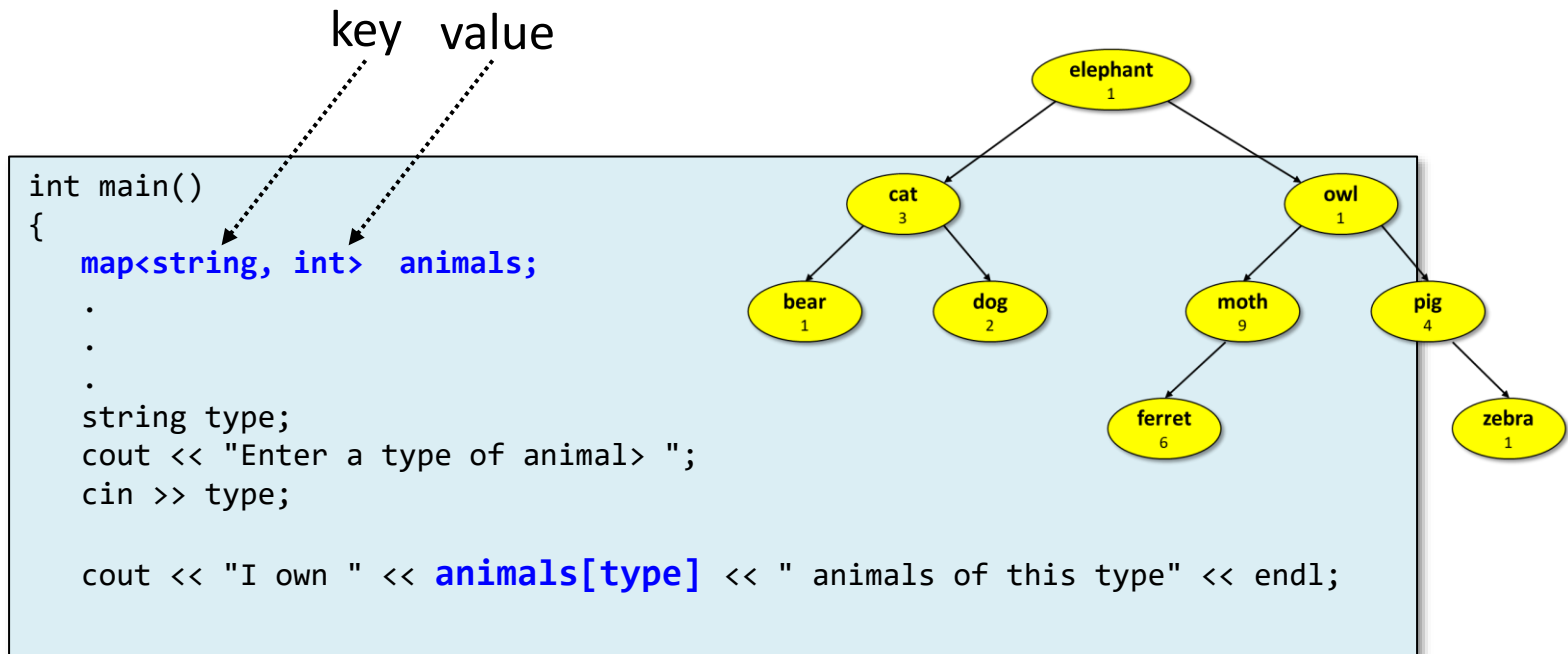 key value
int main()
{
map<string, int> animals;
.
.
.
string type;
cout << "Enter a type of animal> ";
cin >> type;
cout << "I own " << animals[type] << " animals of this type" << endl;
elephant
1
cat
3
owl
1
bear
1
dog
2
moth
9
pig
4
ferret
6
zebra
1